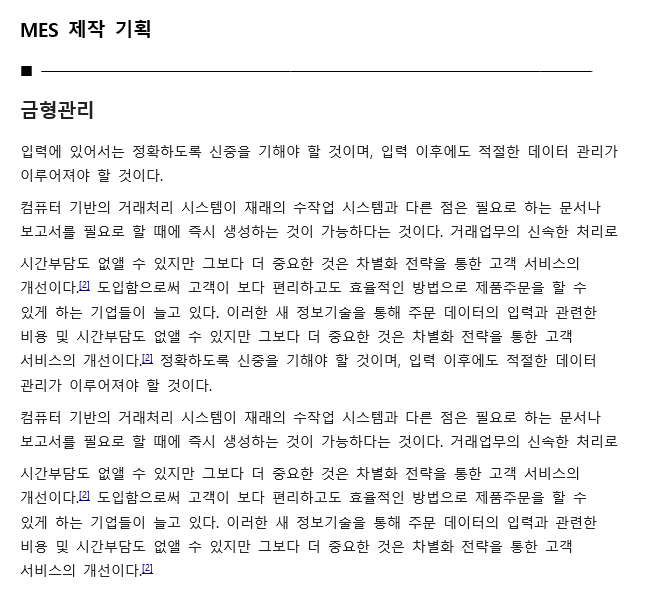 MES 제작 기획
■
금형관리
입력에 있어서는 정확하도록 신중을 기해야 할 것이며, 입력 이후에도 적절한 데이터 관리가
이루어져야 할 것이다.
컴퓨터 기반의 거래처리 시스템이 재래의 수작업 시스템과 다른 점은 필요로 하는 문서나
보고서를 필요로 할 때에 즉시 생성하는 것이 가능하다는 것이다. 거래업무의 신속한 처리로
시간부담도 없앨 수 있지만 그보다 더 중요한 것은 차별화 전략을 통한 고객 서비스의
개선이다.[2] 도입함으로써 고객이 보다 편리하고도 효율적인 방법으로 제품주문을 할 수
있게 하는 기업들이 늘고 있다. 이러한 새 정보기술을 통해 주문 데이터의 입력과 관련한
비용 및 시간부담도 없앨 수 있지만 그보다 더 중요한 것은 차별화 전략을 통한 고객
서비스의 개선이다.[2] 정확하도록 신중을 기해야 할 것이며, 입력 이후에도 적절한 데이터
관리가 이루어져야 할 것이다.
컴퓨터 기반의 거래처리 시스템이 재래의 수작업 시스템과 다른 점은 필요로 하는 문서나
보고서를 필요로 할 때에 즉시 생성하는 것이 가능하다는 것이다. 거래업무의 신속한 처리로
시간부담도 없앨 수 있지만 그보다 더 중요한 것은 차별화 전략을 통한 고객 서비스의
개선이다.[2] 도입함으로써 고객이 보다 편리하고도 효율적인 방법으로 제품주문을 할 수
있게 하는 기업들이 늘고 있다. 이러한 새 정보기술을 통해 주문 데이터의 입력과 관련한
비용 및 시간부담도 없앨 수 있지만 그보다 더 중요한 것은 차별화 전략을 통한 고객
서비스의 개선이다.[2]